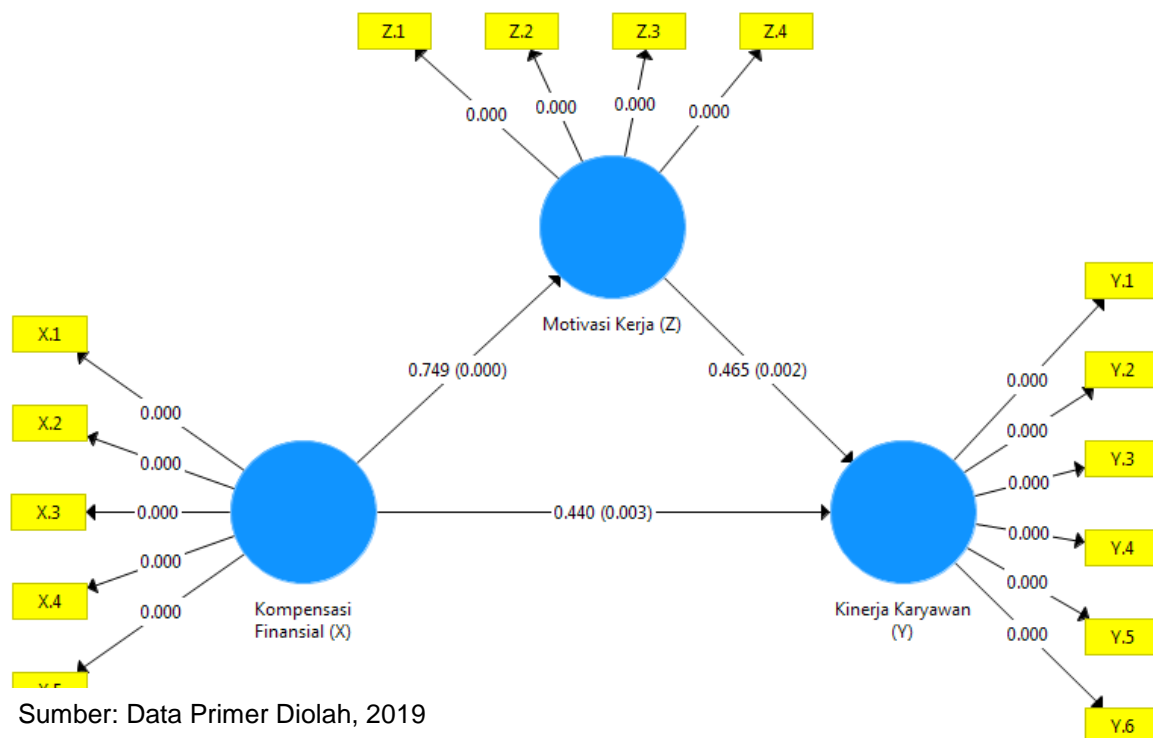 Z.1
Z.2
Z.3
Z.4
0.000
0.000
0.000
0.000
Motivasi Kerja (Z)
0.749 (0.000)
0.465 (0.002)
X.1
X.2
X.3
X.4
X.5
0.000
0.000
0.000
0.000
0.000
Kompensasi
Finansial (X)
0.440 (0.003)
Kinerja Karyawan
(Y)
0.000
0.000
0.000
0.000
0.000
0.000
Y.1
Y.2
Y.3
Y.4
Y.5
Y.6
Sumber: Data Primer Diolah, 2019